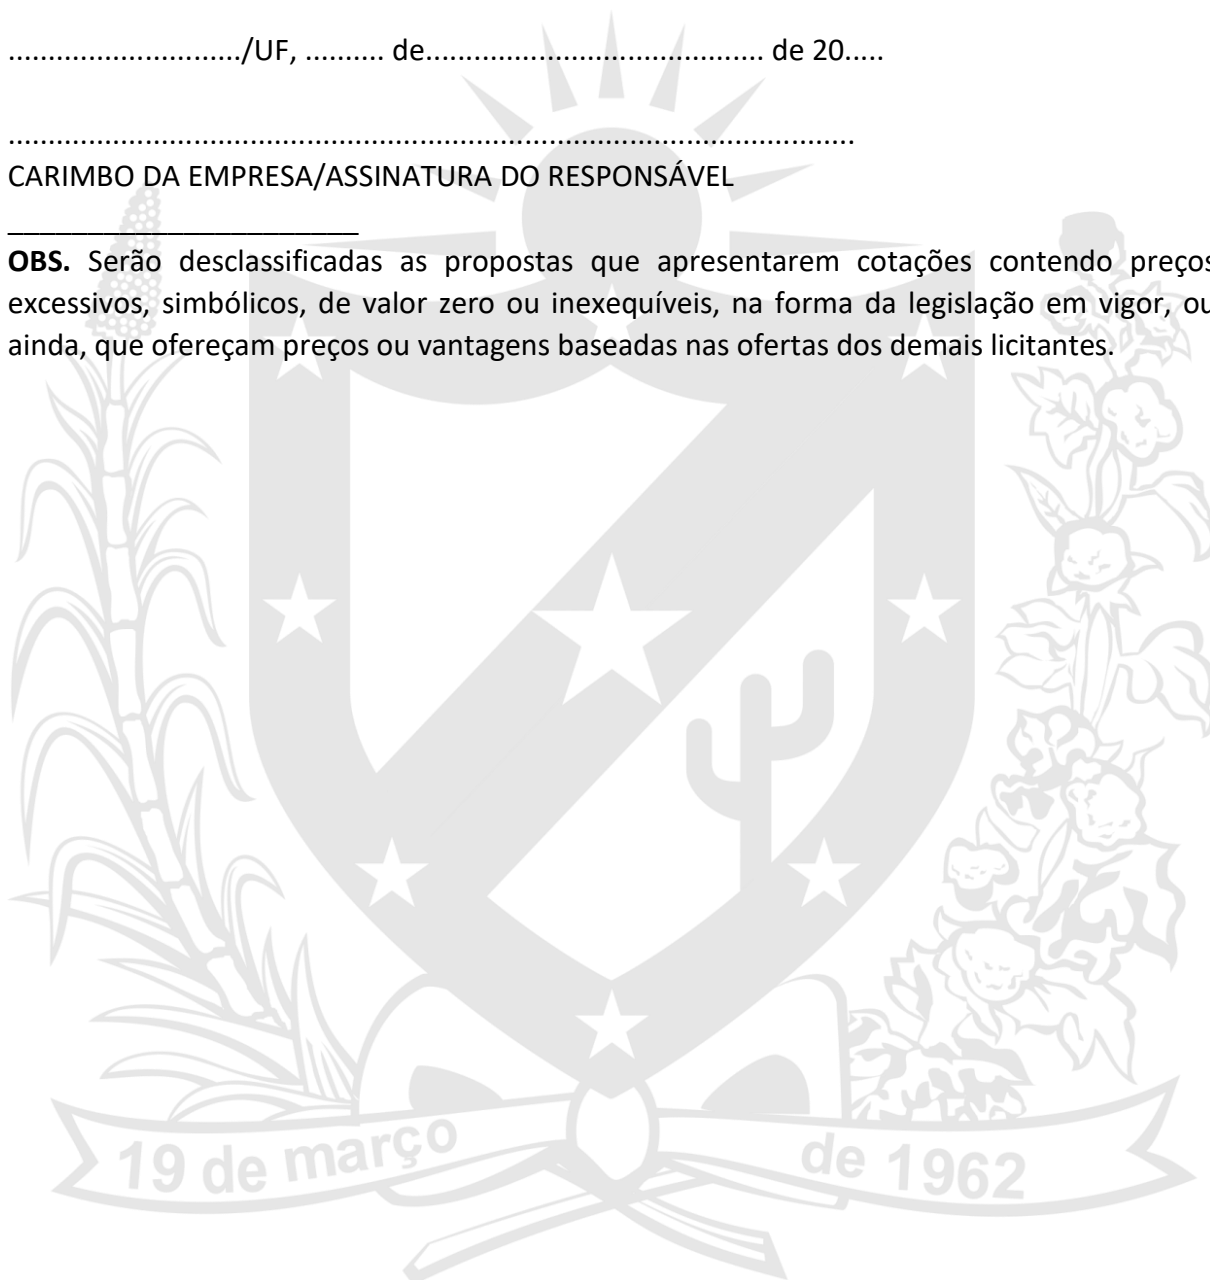 ............................./UF, .......... de.......................................... de 20.....
.........................................................................................................
CARIMBO DA EMPRESA/ASSINATURA DO RESPONSÁVEL
______________________
OBS. Serão desclassificadas as propostas que apresentarem cotações contendo preços
excessivos, simbólicos, de valor zero ou inexequíveis, na forma da legislação em vigor, ou
ainda, que ofereçam preços ou vantagens baseadas nas ofertas dos demais licitantes.
19 de março de 1962